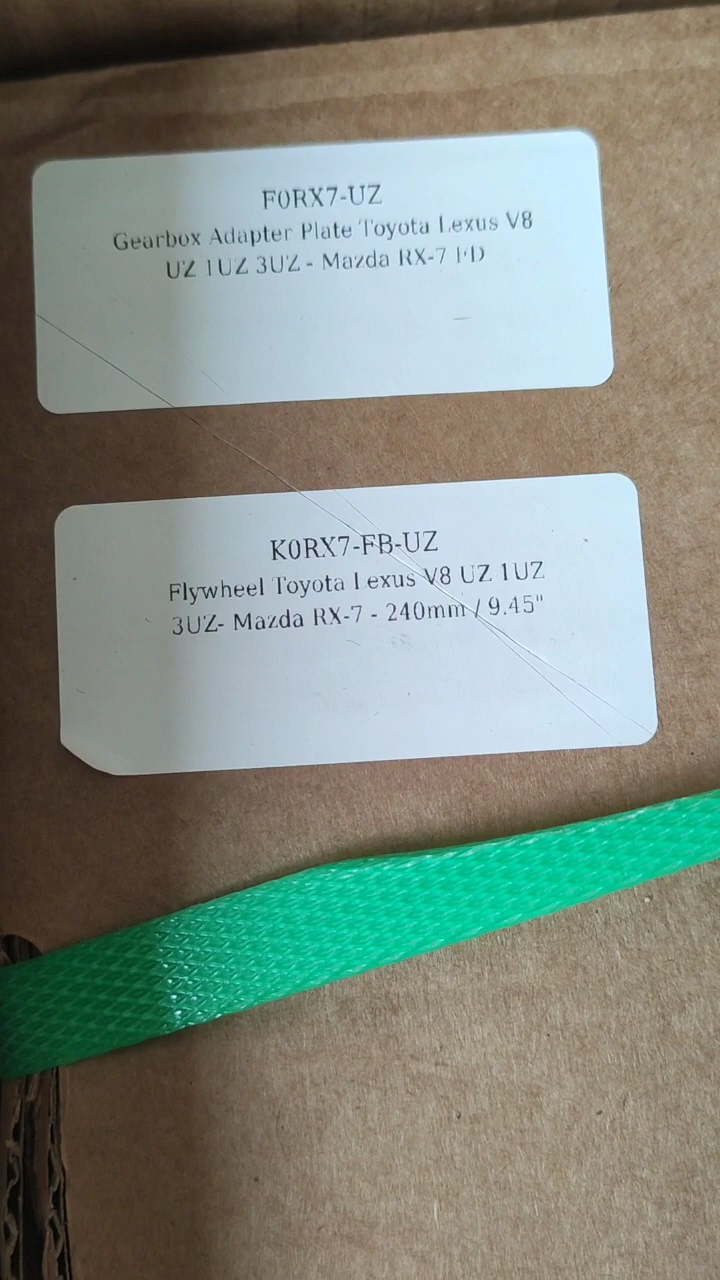 F0RX7-UZ
Gearbox Adapter Plate Toyota Lexus V8
UZ 1UZ 3UZ - Mazda RX-7 FD
K0RX7-FB-UZ
Flywheel Toyota Lexus V8 UZ 1UZ
3UZ- Mazda RX-7 - 240mm / 9.45"